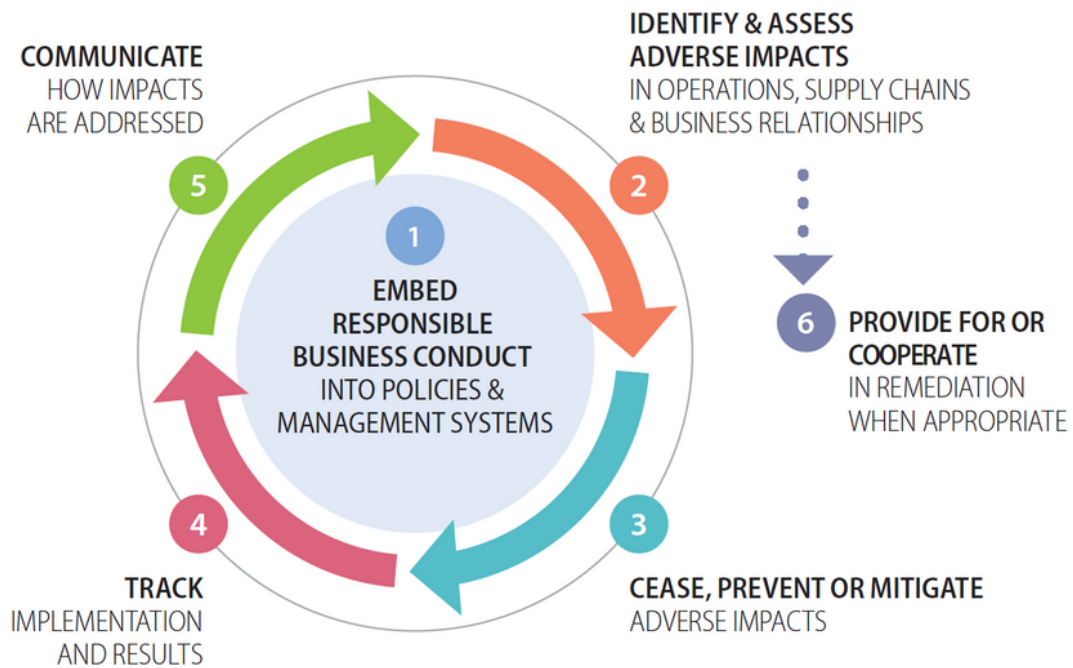 COMMUNICATE
HOW IMPACTS
ARE ADDRESSED
5
IDENTIFY & ASSESS
ADVERSE IMPACTS
IN OPERATIONS, SUPPLY CHAINS
& BUSINESS RELATIONSHIPS
2
1
EMBED
RESPONSIBLE
BUSINESS CONDUCT
INTO POLICIES &
MANAGEMENT SYSTEMS
6
PROVIDE FOR OR
COOPERATE
IN REMEDIATION
WHEN APPROPRIATE
4
TRACK
IMPLEMENTATION
AND RESULTS
3
CEASE, PREVENT OR MITIGATE
ADVERSE IMPACTS